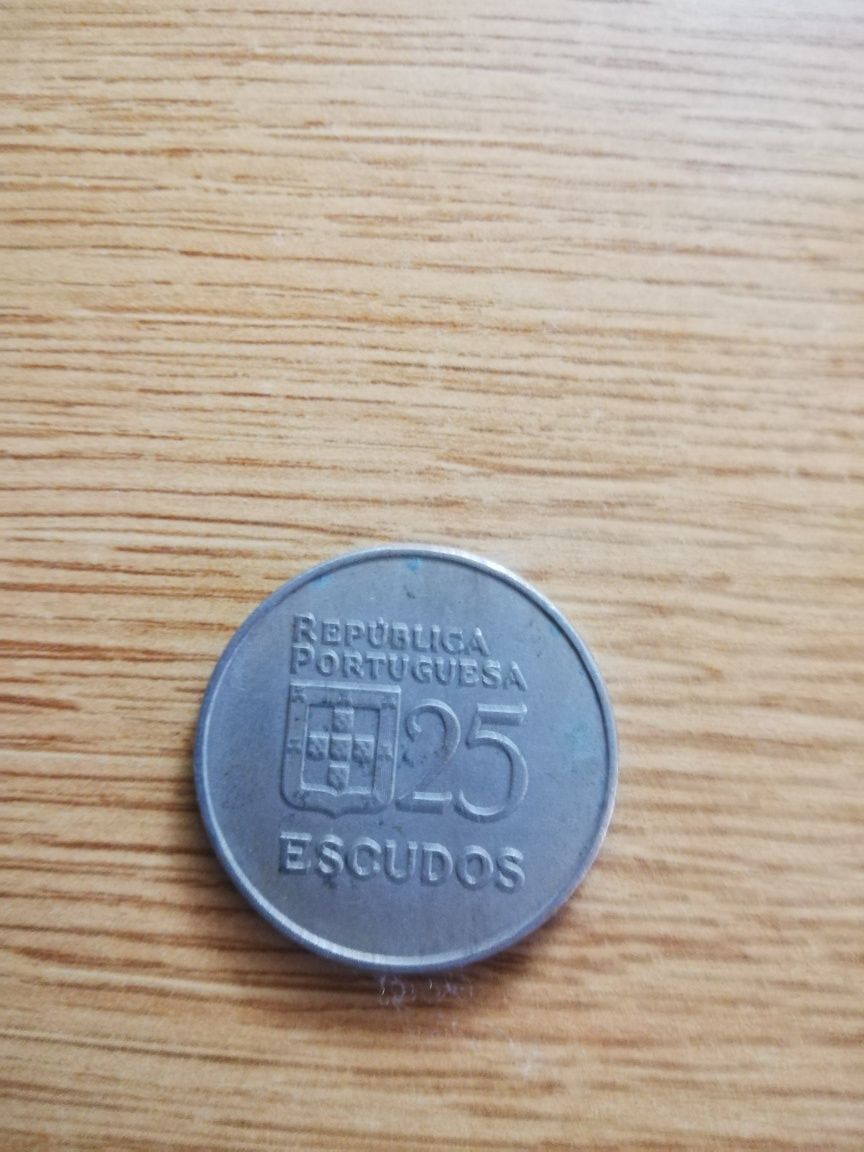 REPÚBLICA
PORTUGUESA
25
ESCUDOS